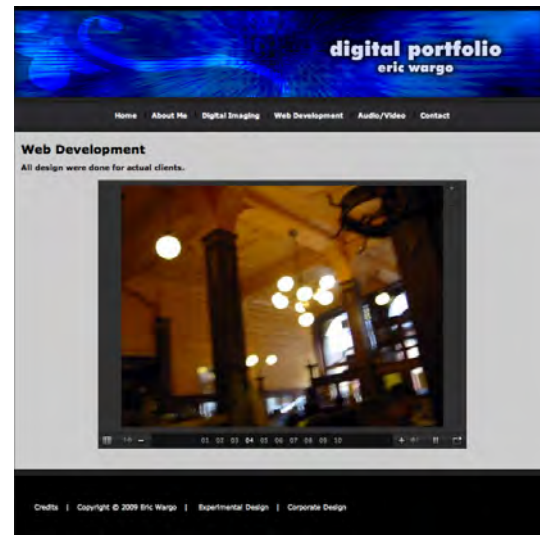 digital portfolio
eric wargo
Home About Me Digital Imaging Web Development Audio/Video Contact
Web Development
All design were done for actual clients.
01 02 03 04 05 06 07 08 09 10
Credits | Copyright © 2009 Eric Wargo | Experimental Design | Corporate Design